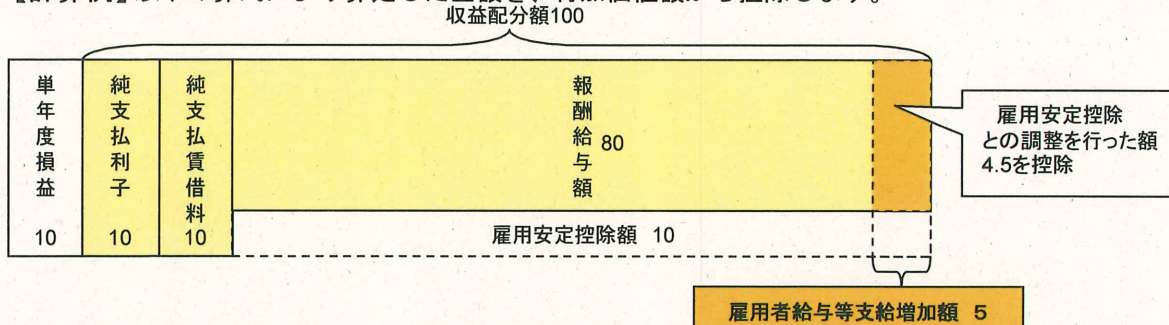 収益配分額100
単年度損益
10
純支払利子
10
純支払賃借料
10
報酬給与額
80
雇用安定控除
との調整を行った額
4.5を控除
雇用安定控除額 10
雇用者給与等支給増加額 5